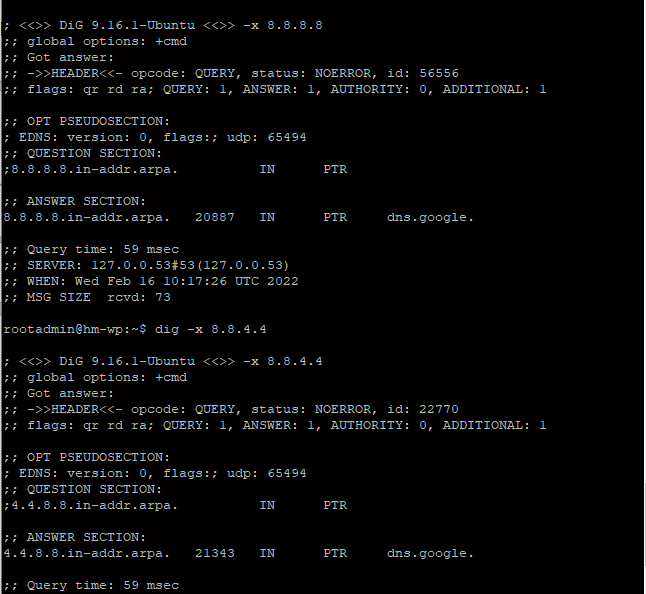 ; <<>> DiG 9.16.1-Ubuntu <<>> -x 8.8.8.8
;; global options: +cmd
;; Got answer:
;; ->>HEADER<<- opcode: QUERY, status: NOERROR, id: 56556
;; flags: qr rd ra; QUERY: 1, ANSWER: 1, AUTHORITY: 0, ADDITIONAL: 1

;; OPT PSEUDOSECTION:
; EDNS: version: 0, flags:; udp: 65494
;; QUESTION SECTION:
;8.8.8.8.in-addr.arpa.          IN      PTR

;; ANSWER SECTION:
8.8.8.8.in-addr.arpa.   20887   IN      PTR     dns.google.

;; Query time: 59 msec
;; SERVER: 127.0.0.53#53(127.0.0.53)
;; WHEN: Wed Feb 16 10:17:26 UTC 2022
;; MSG SIZE  rcvd: 73

rootadmin@hm-wp:~$ dig -x 8.8.4.4

; <<>> DiG 9.16.1-Ubuntu <<>> -x 8.8.4.4
;; global options: +cmd
;; Got answer:
;; ->>HEADER<<- opcode: QUERY, status: NOERROR, id: 22770
;; flags: qr rd ra; QUERY: 1, ANSWER: 1, AUTHORITY: 0, ADDITIONAL: 1

;; OPT PSEUDOSECTION:
; EDNS: version: 0, flags:; udp: 65494
;; QUESTION SECTION:
;4.4.8.8.in-addr.arpa.          IN      PTR

;; ANSWER SECTION:
4.4.8.8.in-addr.arpa.   21343   IN      PTR     dns.google.

;; Query time: 59 msec